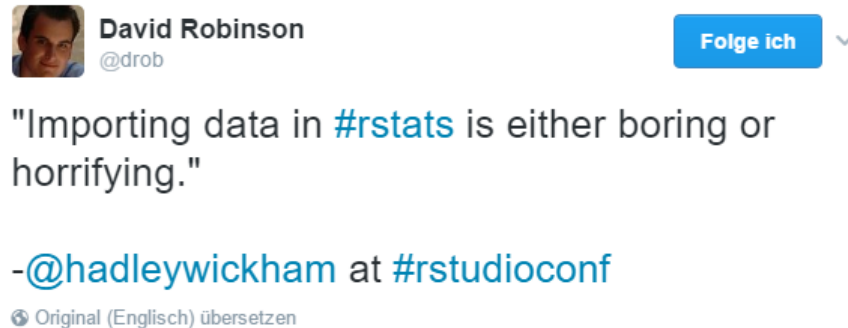 David Robinson
@drob
Folge ich
"Importing data in #rstats is either boring or
horrifying."
-@hadleywickham at #rstudioconf
Original (Englisch) übersetzen